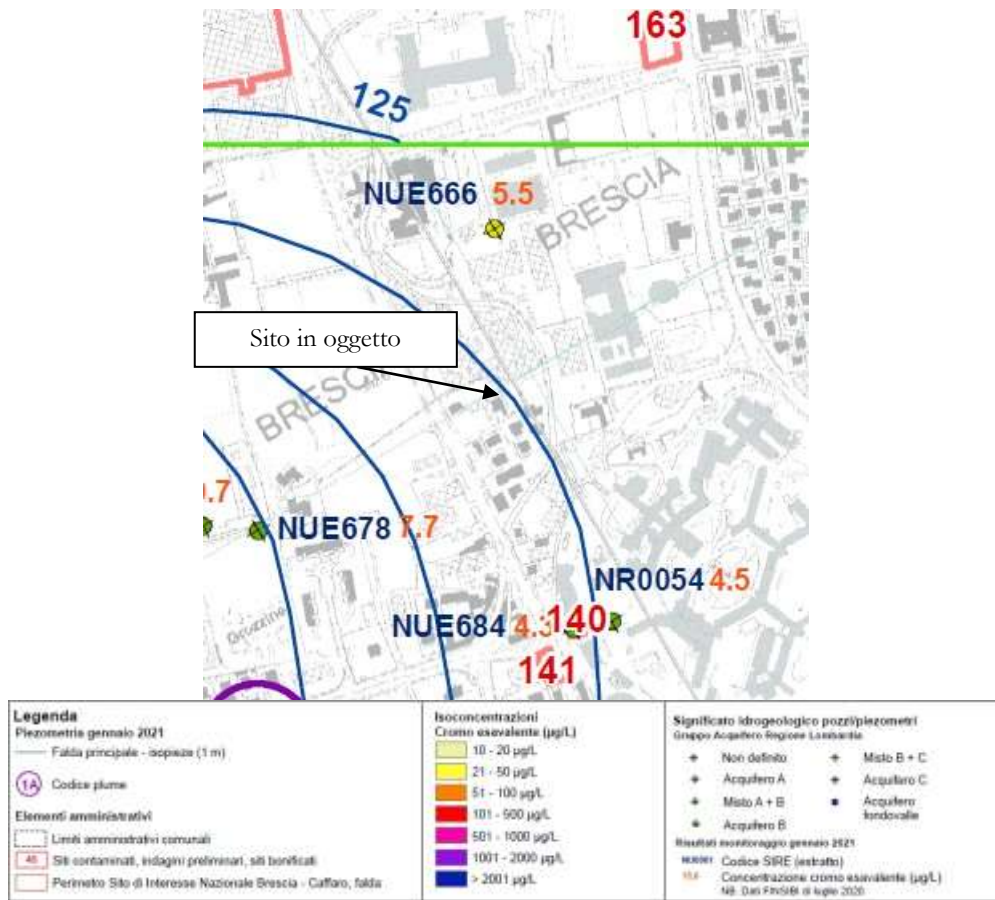 163
125
NUE666 5.5
BRESCIA
Sito in oggetto
BRESCIA
.7
NUE678 7.7
NR0054 4.5
NUE684 4.3
140
141
Legenda
Piezometria gennaio 2021
Falda principale - isopieze (1 m)
1A Codice plume
Elementi amministrativi
Limiti amministrativi comunali
Siti contaminati, indagini preliminari, siti bonificati
Perimetro Sito di Interesse Nazionale Brescia - Caffaro, falda
Isoconcentrazioni
Cromo esavalente (µg/L)
10 - 20 µg/L
21 - 50 µg/L
51 - 100 µg/L
101 - 500 µg/L
501 - 1000 µg/L
1001 - 2000 µg/L
> 2001 µg/L
Significato idrogeologico pozzi/piezometri
Gruppo Acquifero Regione Lombardia
Non definito
Acquifero A
Misto A + B
Acquifero B
Misto B + C
Acquifero C
Acquifero
fondovalle
Risultati monitoraggio gennaio 2021
Codice SIRE (estratto)
Concentrazione cromo esavalente (µg/L)
NB. Dati FINSIBI di luglio 2020